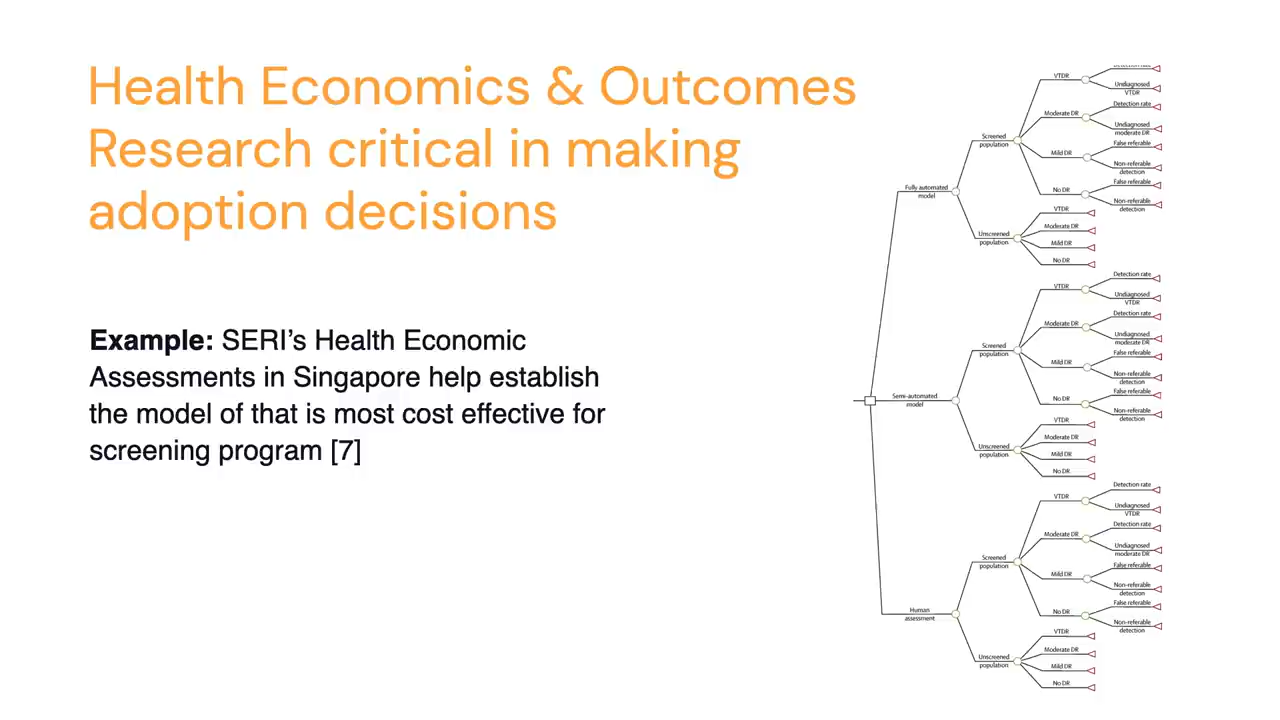 Health Economics & Outcomes
Research critical in making
adoption decisions
Example: SERI’s Health Economic
Assessments in Singapore help establish
the model of that is most cost effective for
screening program [7]
Fully automated
model
Screened
population
VTDR
Detection rate
Undiagnosed
VTDR
Moderate DR
Detection rate
Undiagnosed
moderate DR
Mild DR
False referable
Non-referable
detection
No DR
False referable
Non-referable
detection
Unscreened
population
VTDR
Moderate DR
Mild DR
No DR
Semi-automated
model
Screened
population
VTDR
Detection rate
Undiagnosed
VTDR
Moderate DR
Detection rate
Undiagnosed
moderate DR
Mild DR
False referable
Non-referable
detection
No DR
False referable
Non-referable
detection
Unscreened
population
VTDR
Moderate DR
Mild DR
No DR
Human
assessment
Screened
population
VTDR
Detection rate
Undiagnosed
VTDR
Moderate DR
Detection rate
Undiagnosed
moderate DR
Mild DR
False referable
Non-referable
detection
No DR
False referable
Non-referable
detection
Unscreened
population
VTDR
Moderate DR
Mild DR
No DR